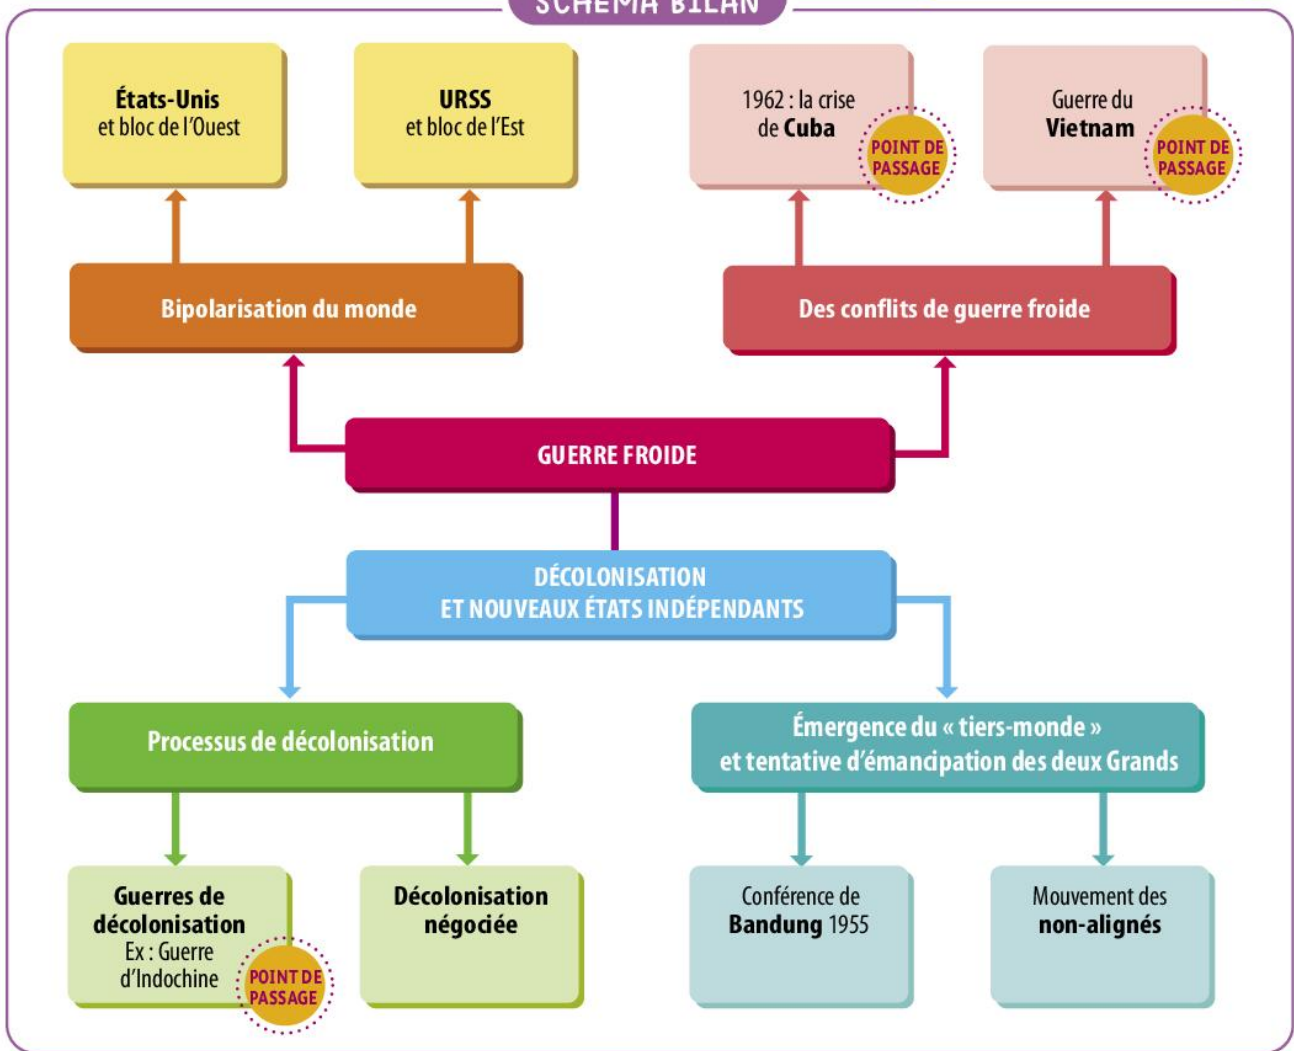 SCHÉMA BILAN
États-Unis
et bloc de l'Ouest
URSS
et bloc de l'Est
1962 : la crise
de Cuba
POINT DE
PASSAGE
Guerre du
Vietnam
POINT DE
PASSAGE
Bipolarisation du monde
Des conflits de guerre froide
GUERRE FROIDE
DÉCOLONISATION
ET NOUVEAUX ÉTATS INDÉPENDANTS
Processus de décolonisation
Émergence du « tiers-monde »
et tentative d'émancipation des deux Grands
Guerres de
décolonisation
Ex : Guerre
d'Indochine
POINT DE
PASSAGE
Décolonisation
négociée
Conférence de
Bandung 1955
Mouvement des
non-alignés